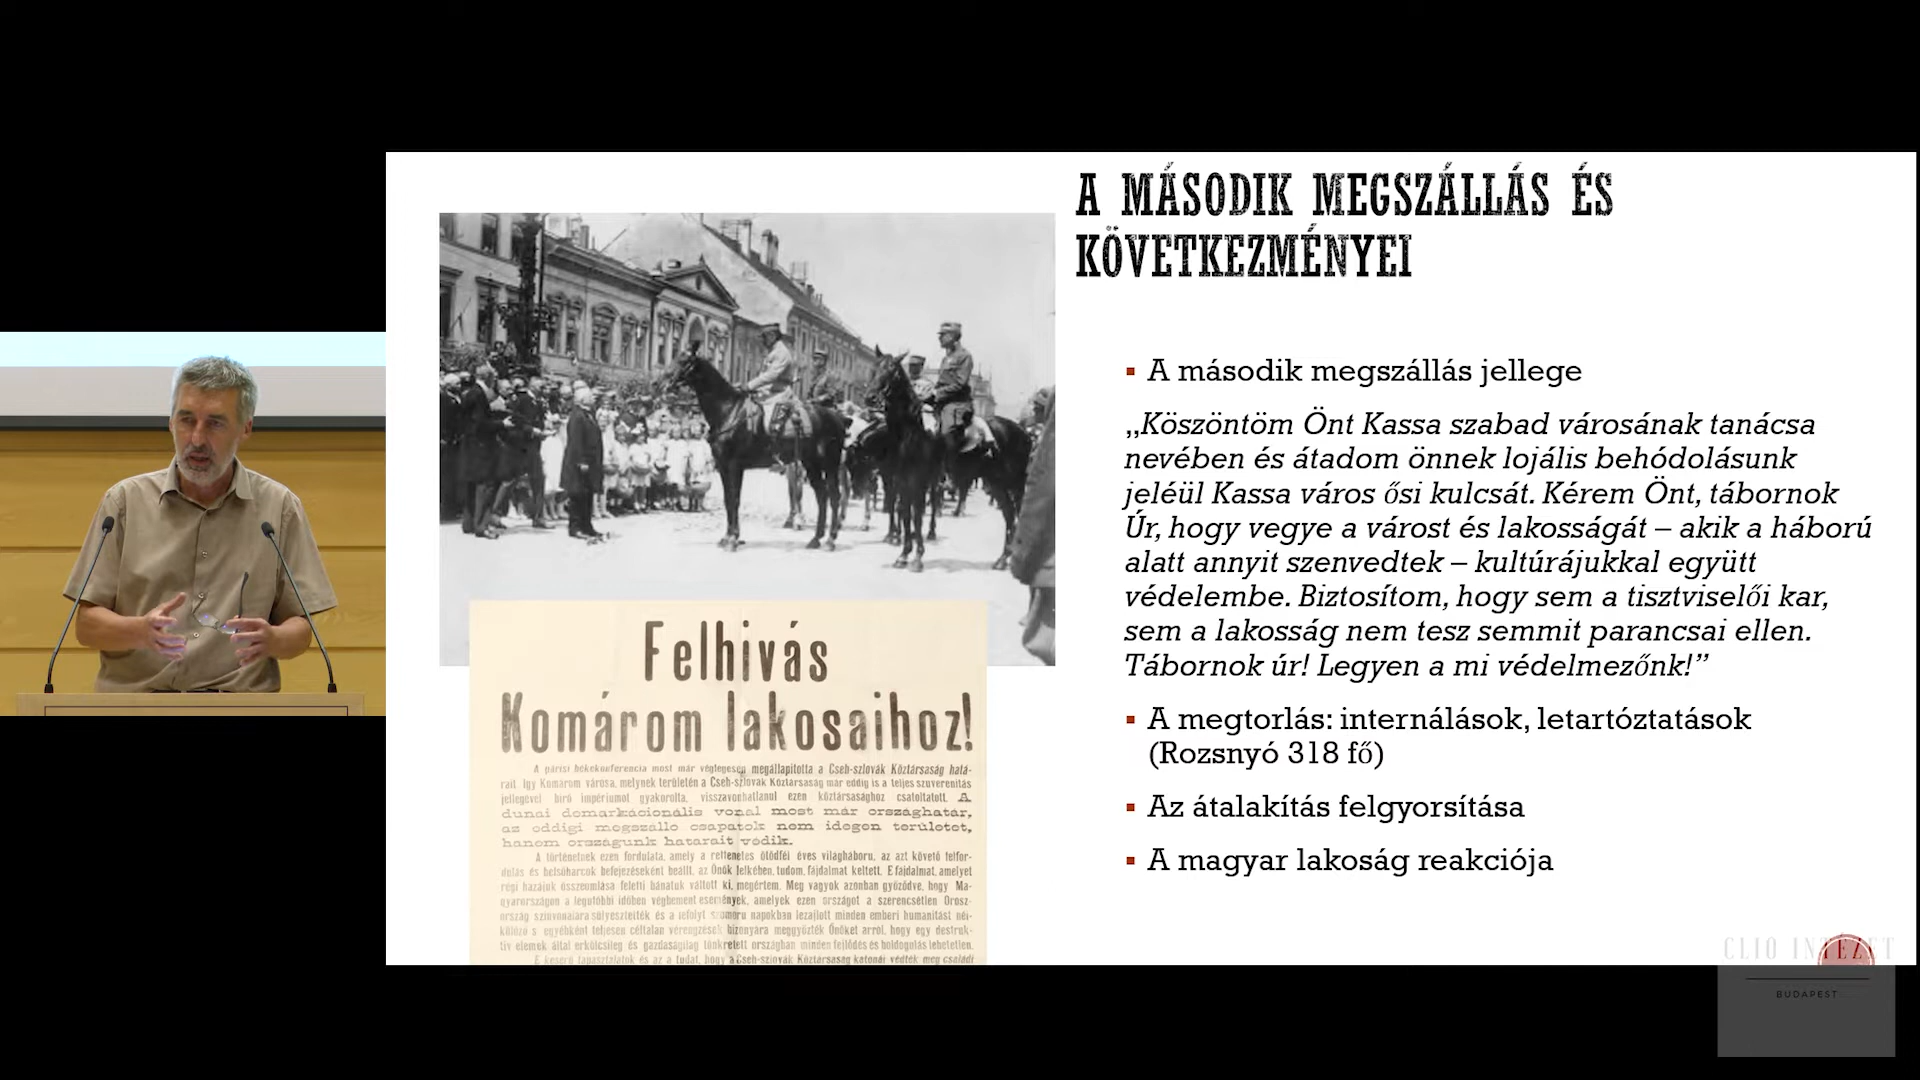 A MÁSODIK MEGSZÁLLÁS ÉS
KÖVETKEZMÉNYEI
▪ A második megszállás jellege
„Köszöntöm Önt Kassa szabad városának tanácsa
nevében és átadom önnek lojális behódolásunk
jeléül Kassa város ősi kulcsát. Kérem Önt, tábornok
Úr, hogy vegye a várost és lakosságát – akik a háború
alatt annyit szenvedtek – kultúrájukkal együtt
védelembe. Biztosítom, hogy sem a tisztviselői kar,
sem a lakosság nem tesz semmit parancsai ellen.
Tábornok úr! Legyen a mi védelmezőnk!”
▪ A megtorlás: internálások, letartóztatások
(Rozsnyó 318 fő)
▪ Az átalakítás felgyorsítása
▪ A magyar lakoság reakciója
Felhivás
Komárom lakosaihoz!
A párisi békekonferencia most már véglegesen megállapitotta a Cseh-szlovák Köztársaság hatá-
rait. Igy Komárom városa, melynek területén a Cseh-szlovák Köztársaság már eddig is a teljes szuverenitás
jellegével biró impériumot gyakorolta, visszavonhatlanul ezen köztársasághoz csatoltatott. A
dunai demarkácionális vonal most már országhatár,
az eddigi megszálló csapatok nem idegen területet,
hanem országunk határait védik.
A történetnek ezen fordulata, amely a rettenetes ötödfél éves világháboru, az azt követő felfor-
dulás és belsőharcok befejezéseként beállt, az Önök lelkében, tudom, fájdalmat keltett. E fájdalmat, amelyet
régi hazájuk összeomlása feletti bánatuk váltott ki, megértem. Meg vagyok azonban győződve, hogy Ma-
gyarországon a legutóbbi időben végbement események, amelyek ezen országot a szerencsétlen Orosz-
ország szinvonalára sülyesztették és a lefolyt szomoru napokban lezajlott minden emberi humanitást nél-
külöző s egyébként teljesen céltalan vérengzések bizonyára meggyőzték Önöket arról, hogy egy destruk-
tiv elemek által erkölcsileg és gazdaságilag tönkretett országban minden fejlődés és boldogulás lehetetlen.
E keserü tapasztalatok és az a tudat, hogy a Cseh-szlovák Köztársaság katonái védték meg családi
CLIO INTÉZET
BUDAPEST